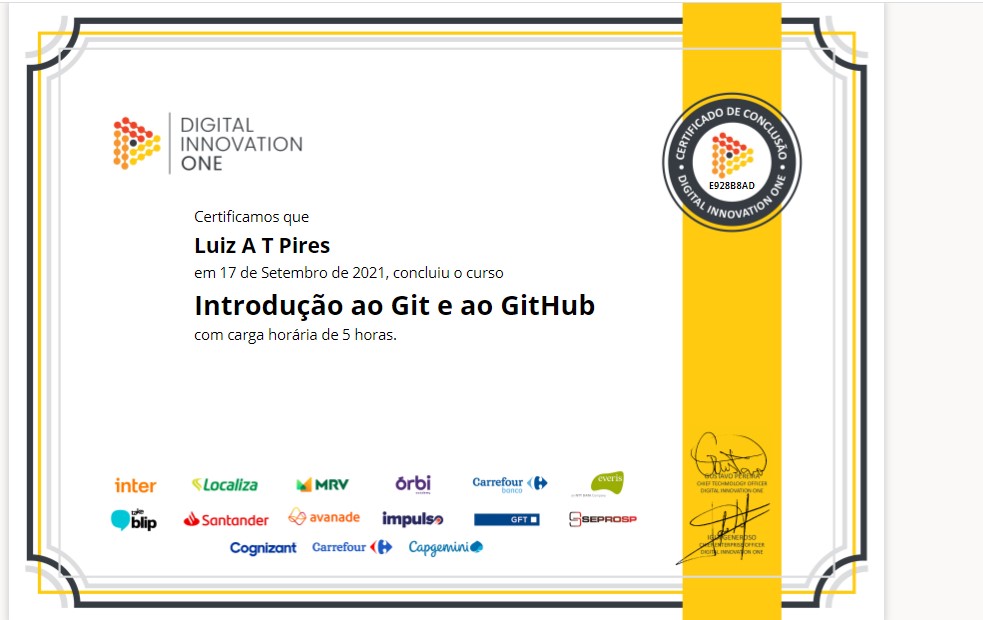 DIGITAL
INNOVATION
ONE
CERTIFICADO DE CONCLUSÃO
E928B8AD
DIGITAL INNOVATION ONE
Certificamos que
Luiz A T Pires
em 17 de Setembro de 2021, concluiu o curso
Introdução ao Git e ao GitHub
com carga horária de 5 horas.
inter Localiza MRV órbi Carrefour banco everis
take blip Santander avanade impulso GFT SEPROSP
Cognizant Carrefour Capgemini
GUSTAVO PEREIRA
CHIEF TECHNOLOGY OFFICER
DIGITAL INNOVATION ONE
GENEROSO
OFFICER
DIGITAL INNOVATION ONE